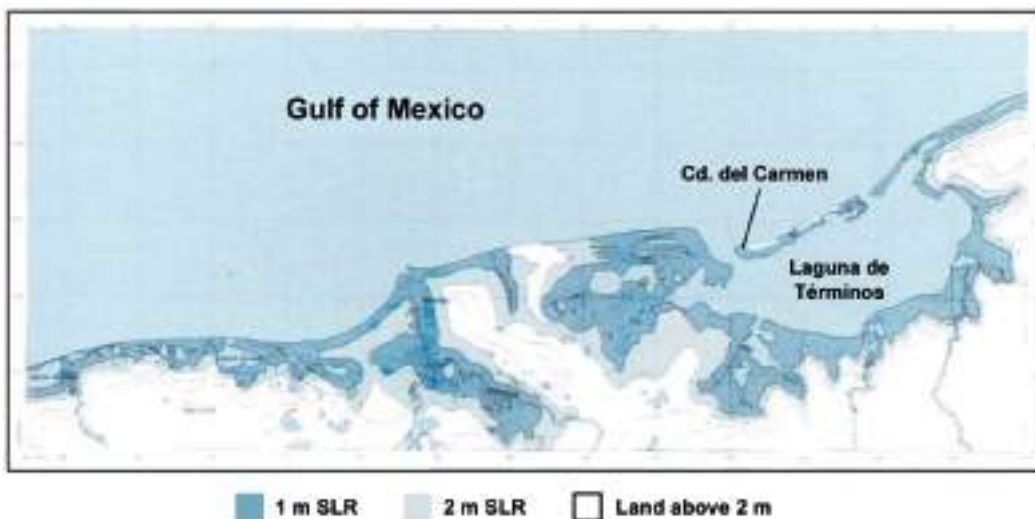 Gulf of Mexico
Cd. del Carmen
Laguna de
Términos
1 m SLR
2 m SLR
Land above 2 m